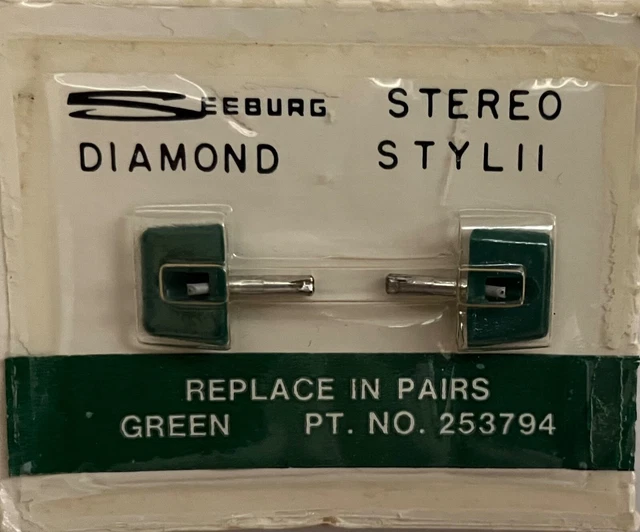 SEEBURG STEREO
DIAMOND STYLII
REPLACE IN PAIRS
GREEN PT. NO. 253794